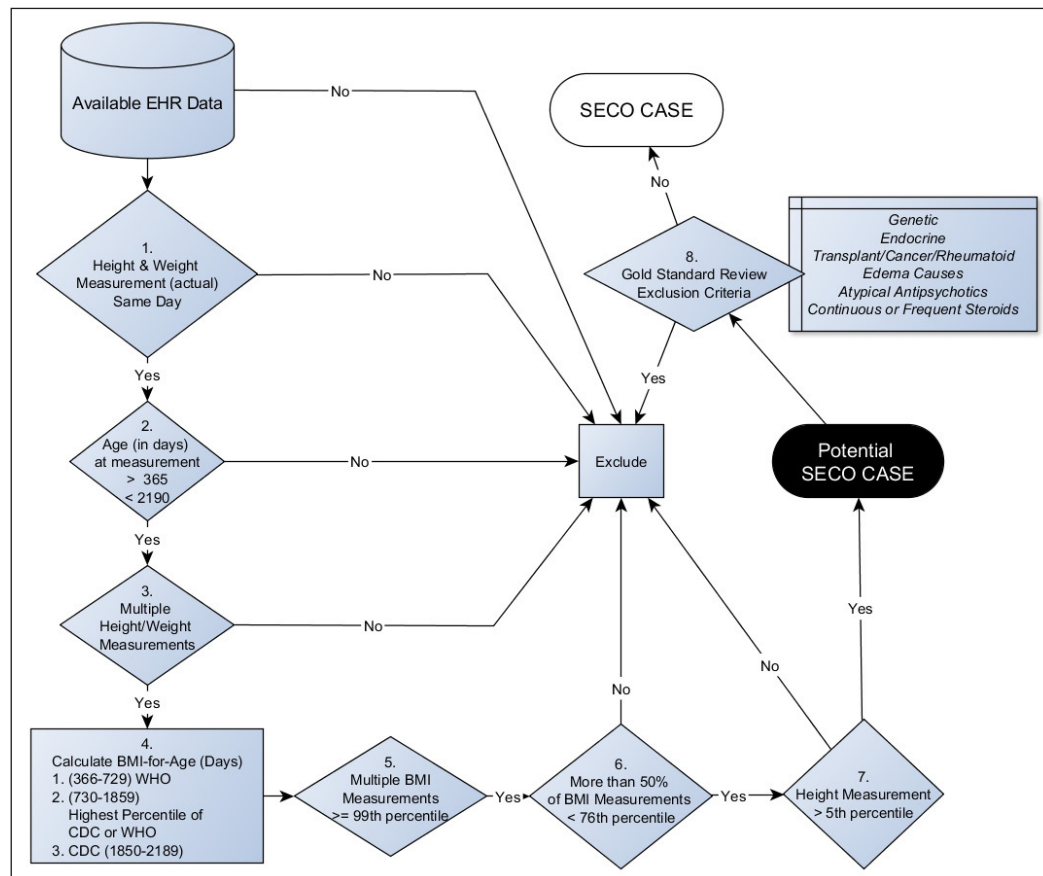 Available EHR Data
No
SECO CASE
No
1.
Height & Weight
Measurement (actual)
Same Day
No
8.
Gold Standard Review
Exclusion Criteria
Genetic
Endocrine
Transplant/Cancer/Rheumatoid
Edema Causes
Atypical Antipsychotics
Continuous or Frequent Steroids
Yes
Yes
2.
Age (in days)
at measurement
> 365
< 2190
No
Exclude
Potential
SECO CASE
Yes
3.
Multiple
Height/Weight
Measurements
No
Yes
No
No
Yes
4.
Calculate BMI-for-Age (Days)
1. (366-729) WHO
2. (730-1859)
Highest Percentile of
CDC or WHO
3. CDC (1850-2189)
5.
Multiple BMI
Measurements
>= 99th percentile
Yes
6.
More than 50%
of BMI Measurements
< 76th percentile
Yes
7.
Height Measurement
> 5th percentile